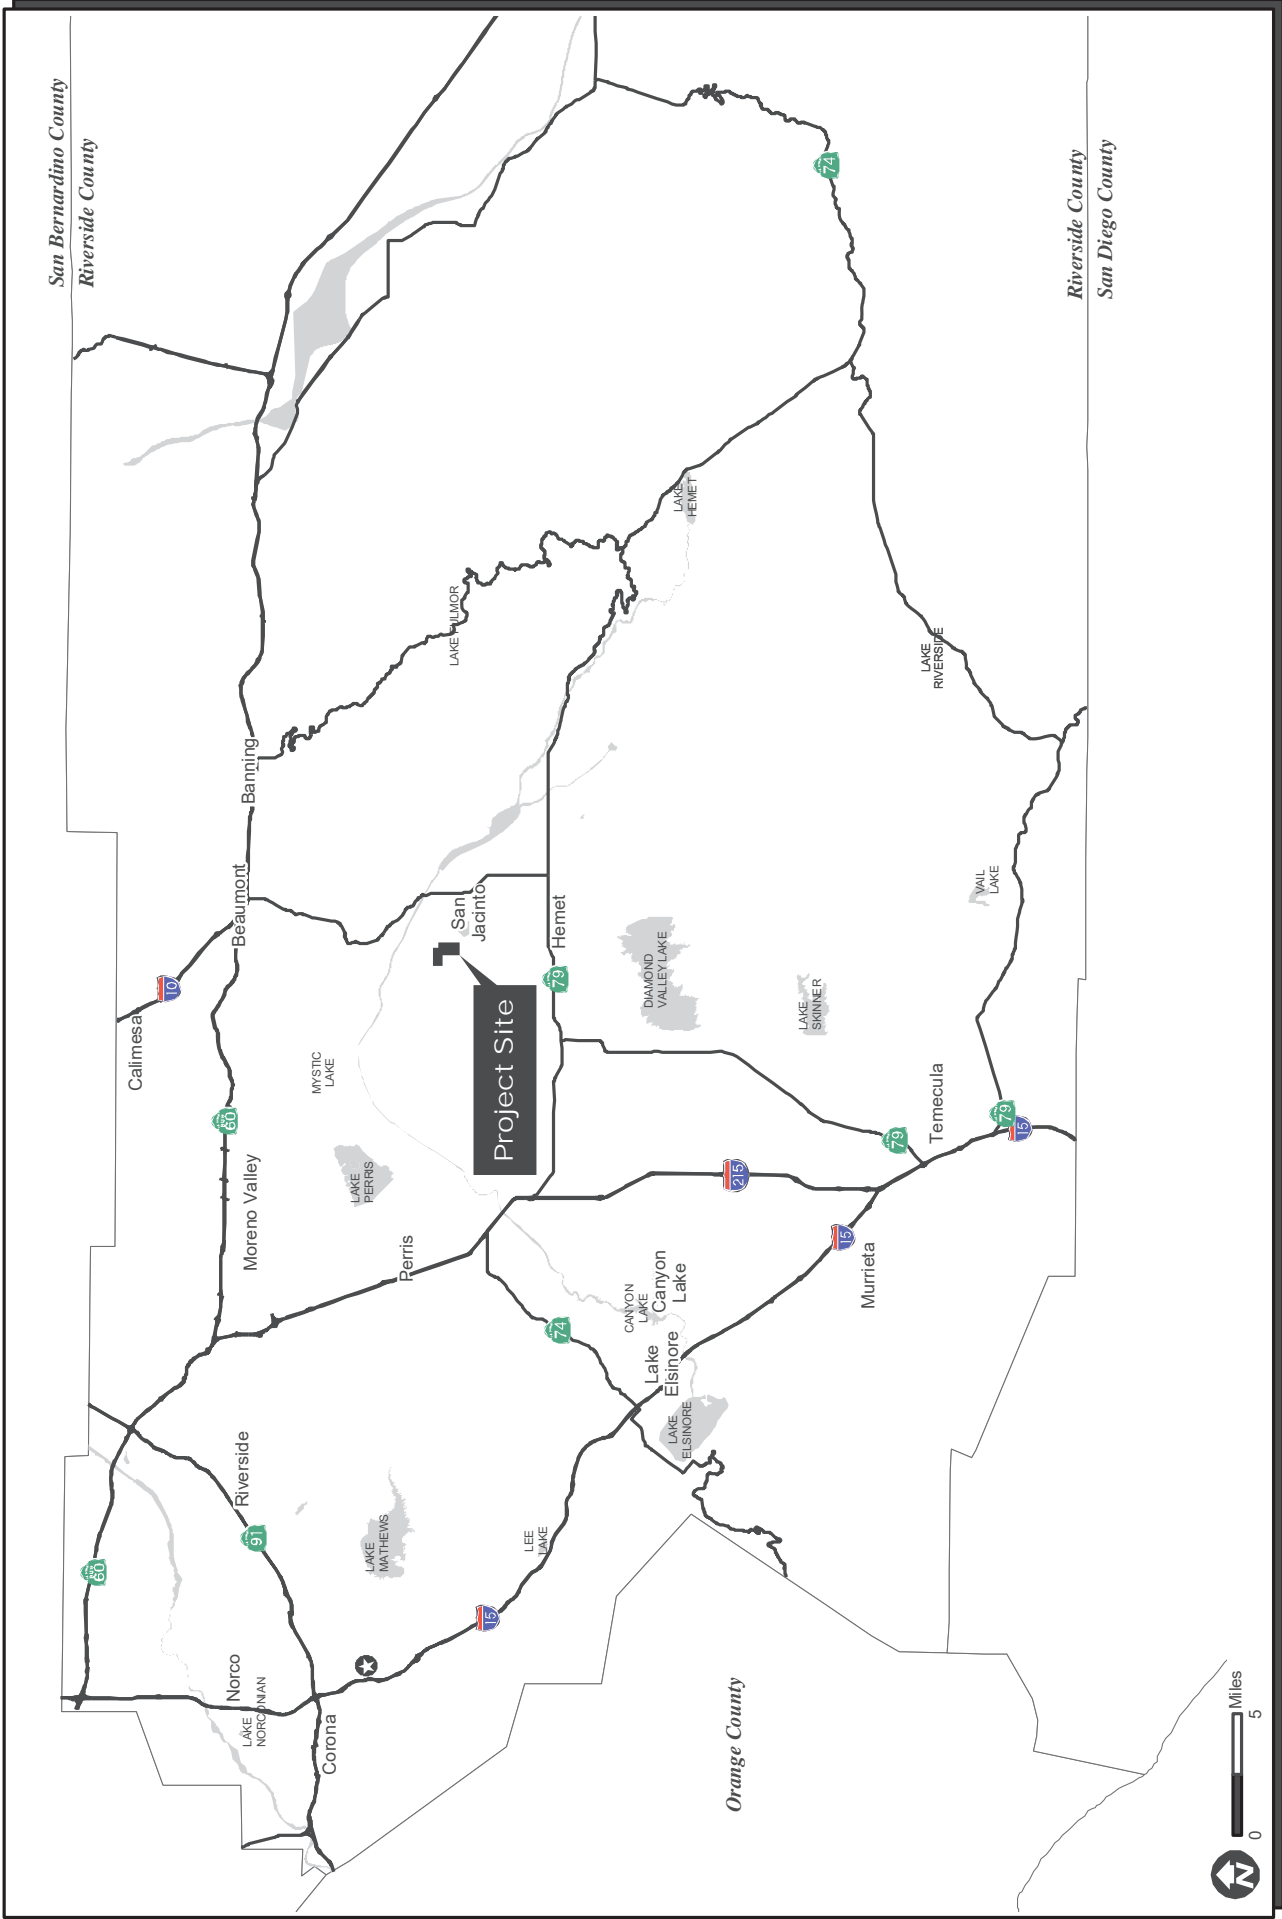 San Bernardino County
Riverside County
60
Calimesa
10
60
Norco
Beaumont
Riverside
Banning
Moreno Valley
LAKE
NORCONIAN
91
MYSTIC
LAKE
Corona
LAKE
PERRIS
LAKE
MATHEWS
Perris
LAKE FULMOR
San
Jacinto
15
Project Site
LEE
LAKE
79
Hemet
74
CANYON
LAKE
DIAMOND
VALLEY LAKE
Lake
Elsinore
Canyon
Lake
LAKE
ELSINORE
LAKE
HEMET
Orange County
215
LAKE
SKINNER
74
15
Murrieta
79
LAKE
RIVERSIDE
Temecula
VAIL
LAKE
79
15
Riverside County
San Diego County
N
Miles
0 5